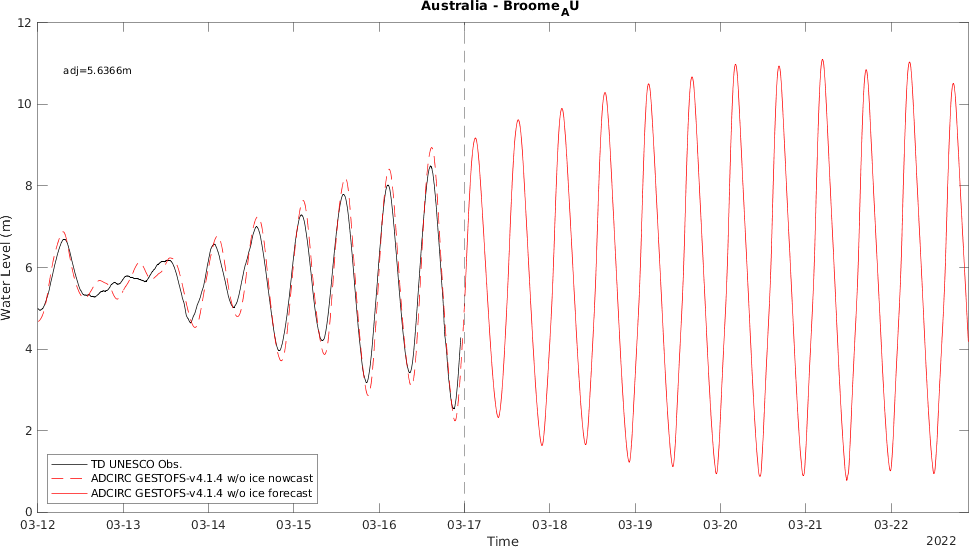 Australia - Broome_AU
12
adj=5.6366m
10
8
6
4
2
0
Water Level (m)
TD UNESCO Obs.
ADCIRC GESTOFS-v4.1.4 w/o ice nowcast
ADCIRC GESTOFS-v4.1.4 w/o ice forecast
03-12 03-13 03-14 03-15 03-16 03-17 03-18 03-19 03-20 03-21 03-22
Time
2022